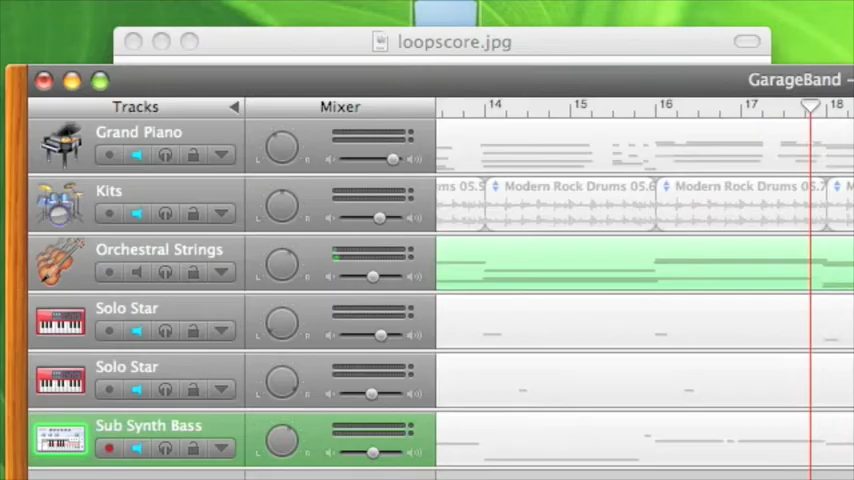 loopscore.jpg
GarageBand –
Tracks
Mixer
14
15
16
17
18
Grand Piano
L
R
Kits
L
R
ms 05.5
Modern Rock Drums 05.6
Modern Rock Drums 05.7
M
Orchestral Strings
L
R
Solo Star
L
R
Solo Star
L
R
Sub Synth Bass
L
R